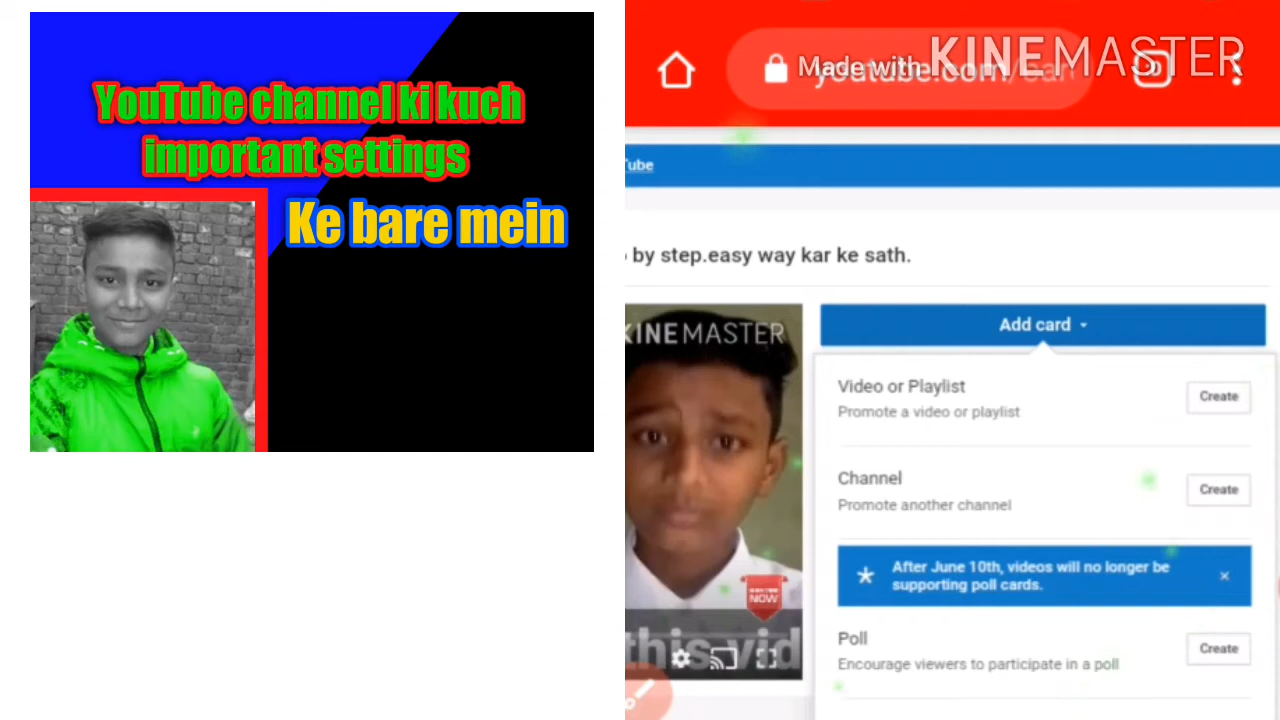 YouTube channel ki kuch
important settings
Ke bare mein
Made with KINEMASTER
youtube.com/
Tube
by step.easy way kar ke sath.
KINEMASTER
NOW
this vid
Add card
Video or Playlist
Create
Promote a video or playlist
Channel
Create
Promote another channel
After June 10th, videos will no longer be
supporting poll cards.
Poll
Create
Encourage viewers to participate in a poll